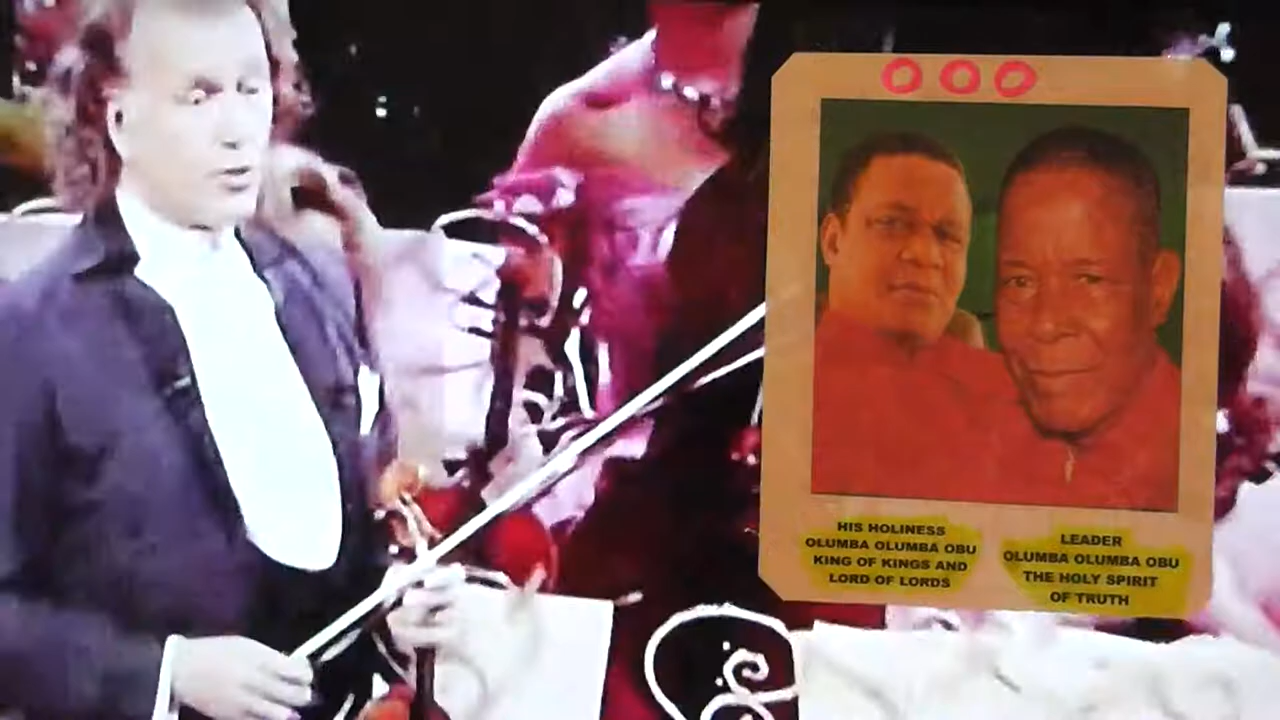 O O O
HIS HOLINESS
OLUMBA OLUMBA OBU
KING OF KINGS AND
LORD OF LORDS
LEADER
OLUMBA OLUMBA OBU
THE HOLY SPIRIT
OF TRUTH